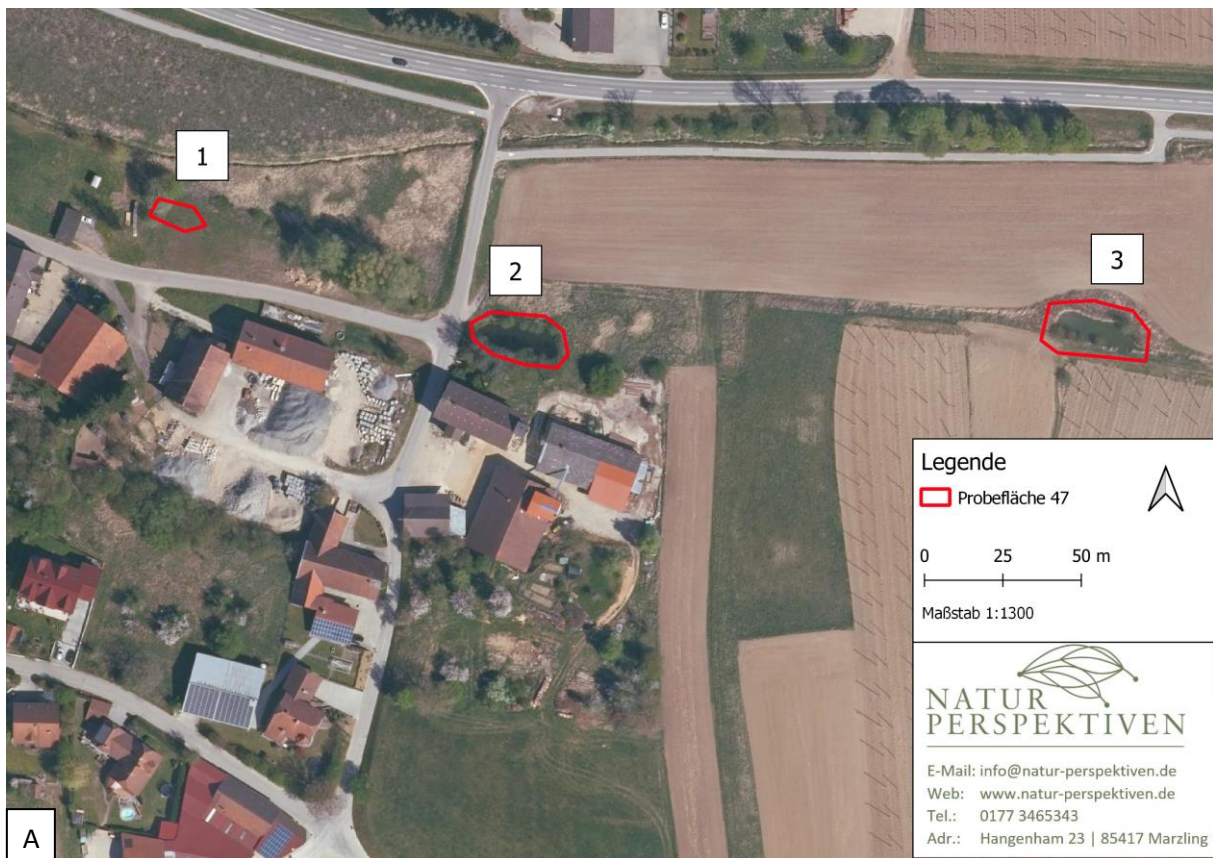 1
2
3
Legende
Probefläche 47
0 25 50 m
Maßstab 1:1300
NATUR
PERSPEKTIVEN
E-Mail: info@natur-perspektiven.de
Web: www.natur-perspektiven.de
Tel.: 0177 3465343
Adr.: Hangenham 23 | 85417 Marzling
A